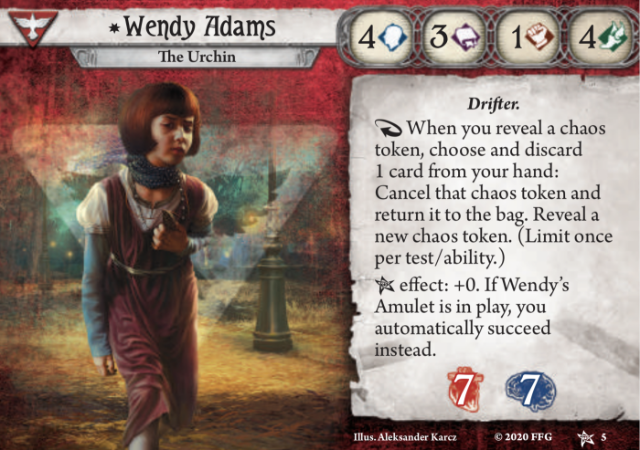 Wendy Adams
The Urchin
4 3 1 4
Drifter.
When you reveal a chaos
token, choose and discard
1 card from your hand:
Cancel that chaos token and
return it to the bag. Reveal a
new chaos token. (Limit once
per test/ability.)
effect: +0. If Wendy's
Amulet is in play, you
automatically succeed
instead.
7 7
Illus. Aleksander Karcz © 2020 FFG 5